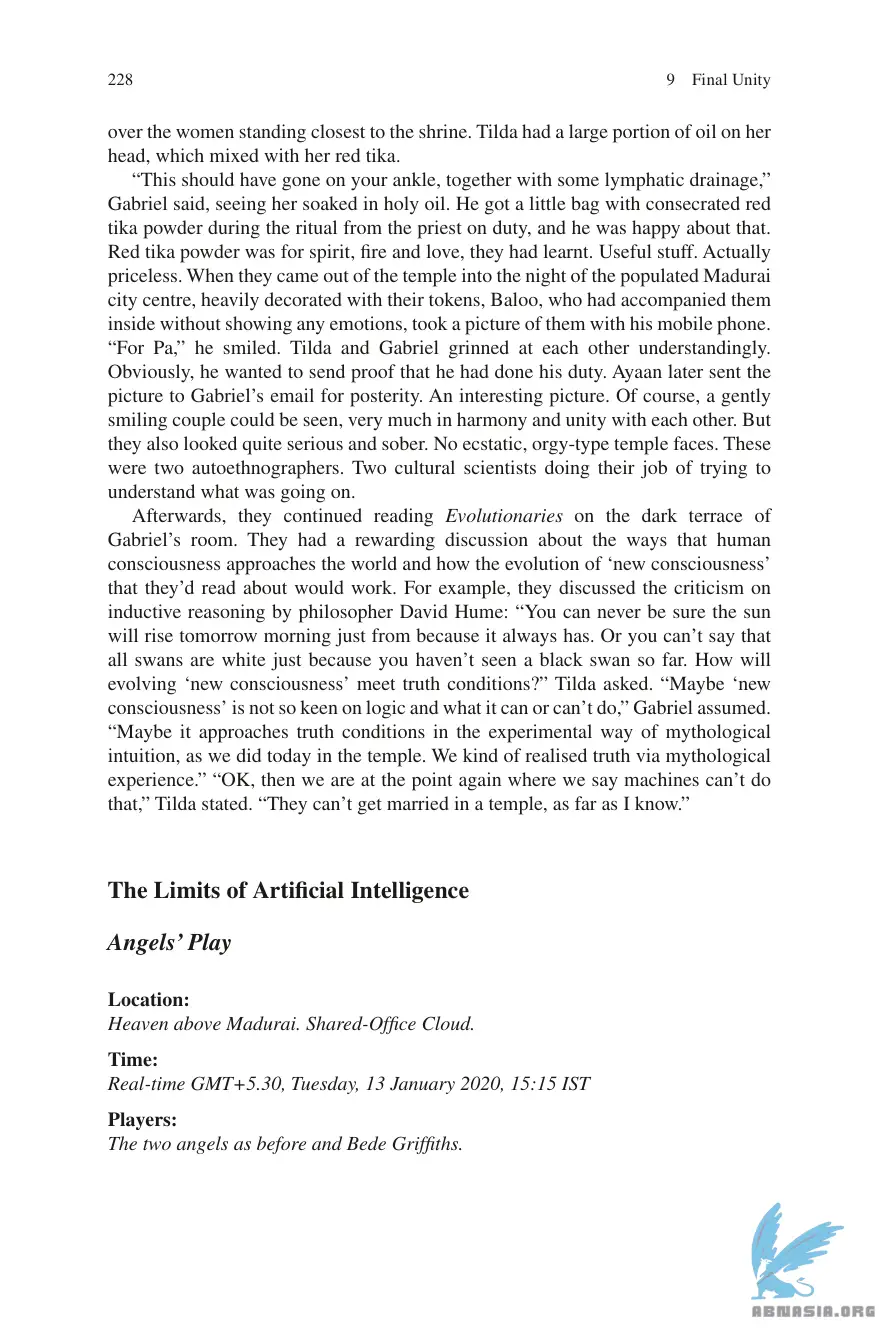 228
9 Final Unity
over the women standing closest to the shrine. Tilda had a large portion of oil on her
head, which mixed with her red tika.
“This should have gone on your ankle, together with some lymphatic drainage,”
Gabriel said, seeing her soaked in holy oil. He got a little bag with consecrated red
tika powder during the ritual from the priest on duty, and he was happy about that.
Red tika powder was for spirit, fire and love, they had learnt. Useful stuff. Actually
priceless. When they came out of the temple into the night of the populated Madurai
city centre, heavily decorated with their tokens, Baloo, who had accompanied them
inside without showing any emotions, took a picture of them with his mobile phone.
“For Pa,” he smiled. Tilda and Gabriel grinned at each other understandingly.
Obviously, he wanted to send proof that he had done his duty. Ayaan later sent the
picture to Gabriel’s email for posterity. An interesting picture. Of course, a gently
smiling couple could be seen, very much in harmony and unity with each other. But
they also looked quite serious and sober. No ecstatic, orgy-type temple faces. These
were two autoethnographers. Two cultural scientists doing their job of trying to
understand what was going on.
Afterwards, they continued reading Evolutionaries on the dark terrace of
Gabriel’s room. They had a rewarding discussion about the ways that human
consciousness approaches the world and how the evolution of ‘new consciousness’
that they’d read about would work. For example, they discussed the criticism on
inductive reasoning by philosopher David Hume: “You can never be sure the sun
will rise tomorrow morning just from because it always has. Or you can’t say that
all swans are white just because you haven’t seen a black swan so far. How will
evolving ‘new consciousness’ meet truth conditions?” Tilda asked. “Maybe ‘new
consciousness’ is not so keen on logic and what it can or can’t do,” Gabriel assumed.
“Maybe it approaches truth conditions in the experimental way of mythological
intuition, as we did today in the temple. We kind of realised truth via mythological
experience.” “OK, then we are at the point again where we say machines can’t do
that,” Tilda stated. “They can’t get married in a temple, as far as I know.”
The Limits of Artificial Intelligence
Angels’ Play
Location:
Heaven above Madurai. Shared-Office Cloud.
Time:
Real-time GMT+5.30, Tuesday, 13 January 2020, 15:15 IST
Players:
The two angels as before and Bede Griffiths.
ABNASIA.ORG